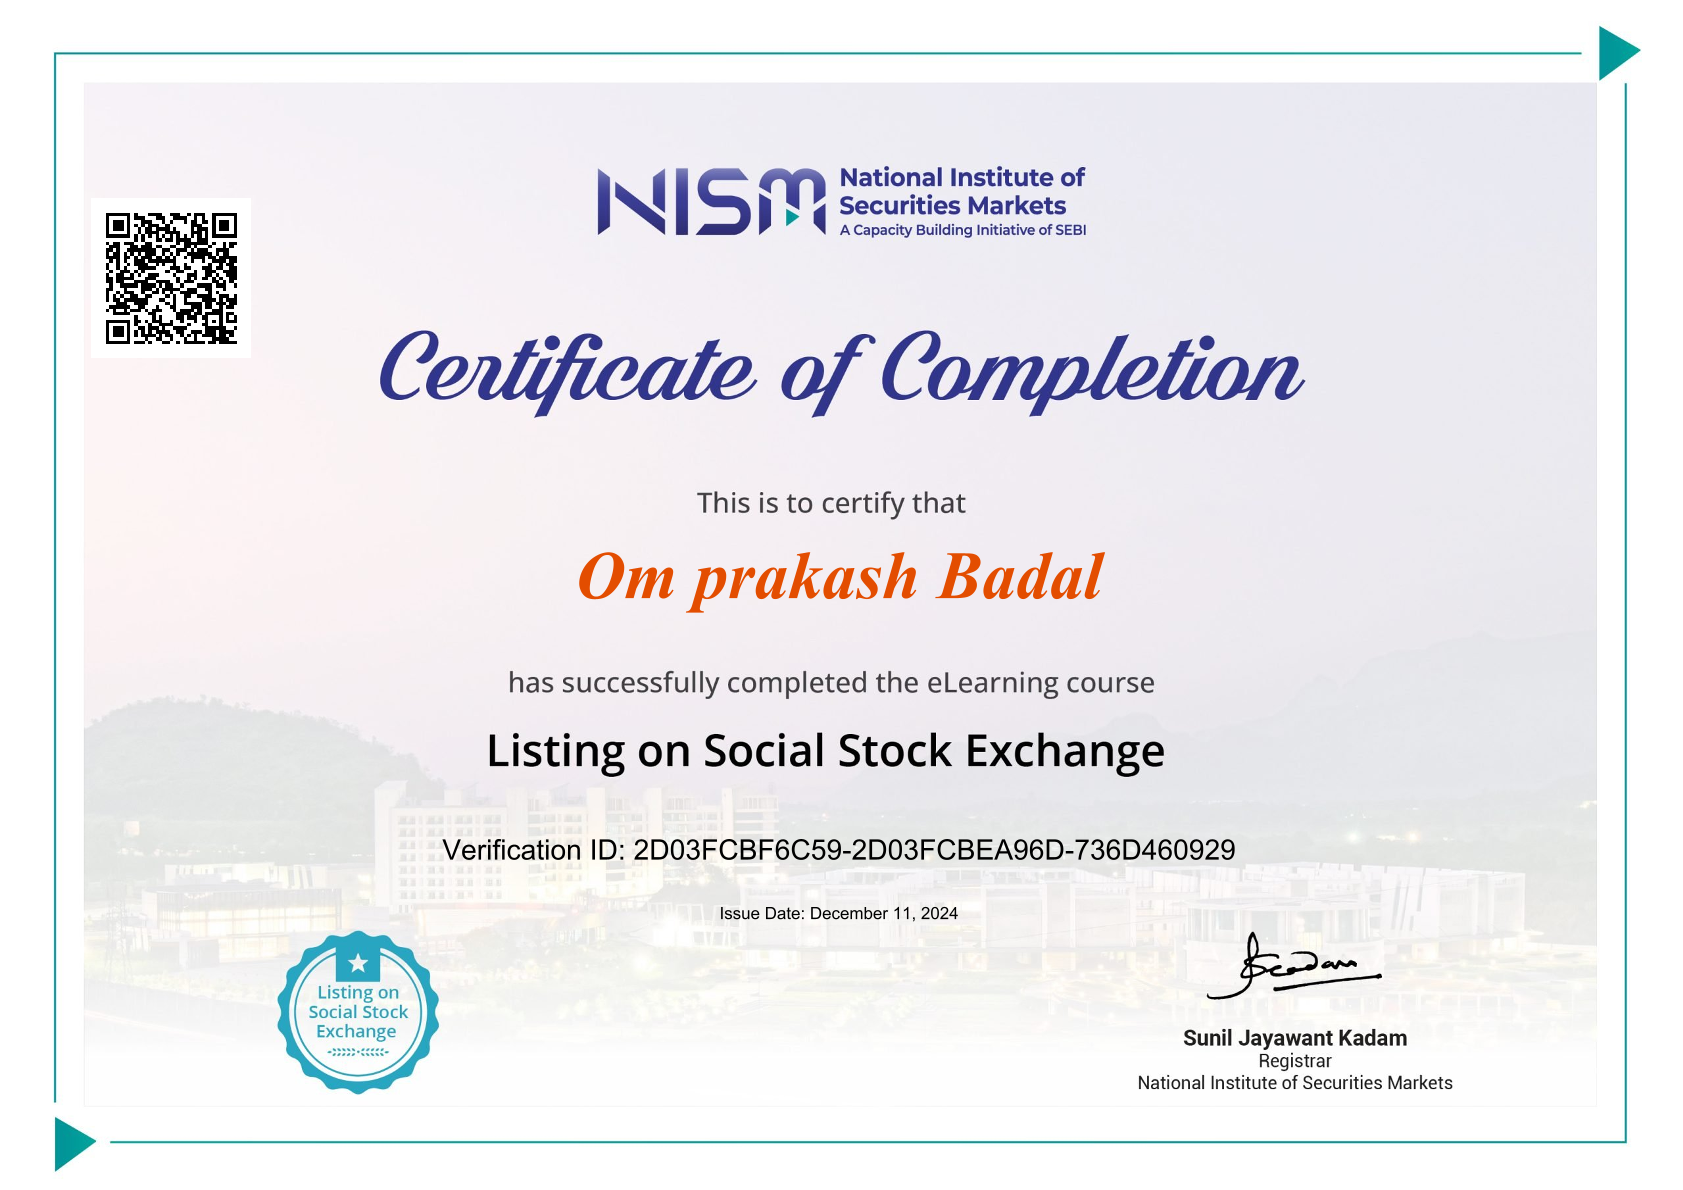 NISM
National Institute of
Securities Markets
A Capacity Building Initiative of SEBI
Certificate of Completion
This is to certify that
Om prakash Badal
has successfully completed the eLearning course
Listing on Social Stock Exchange
Verification ID: 2D03FCBF6C59-2D03FCBEA96D-736D460929
Issue Date: December 11, 2024
Listing on
Social Stock
Exchange
Sunil Jayawant Kadam
Registrar
National Institute of Securities Markets